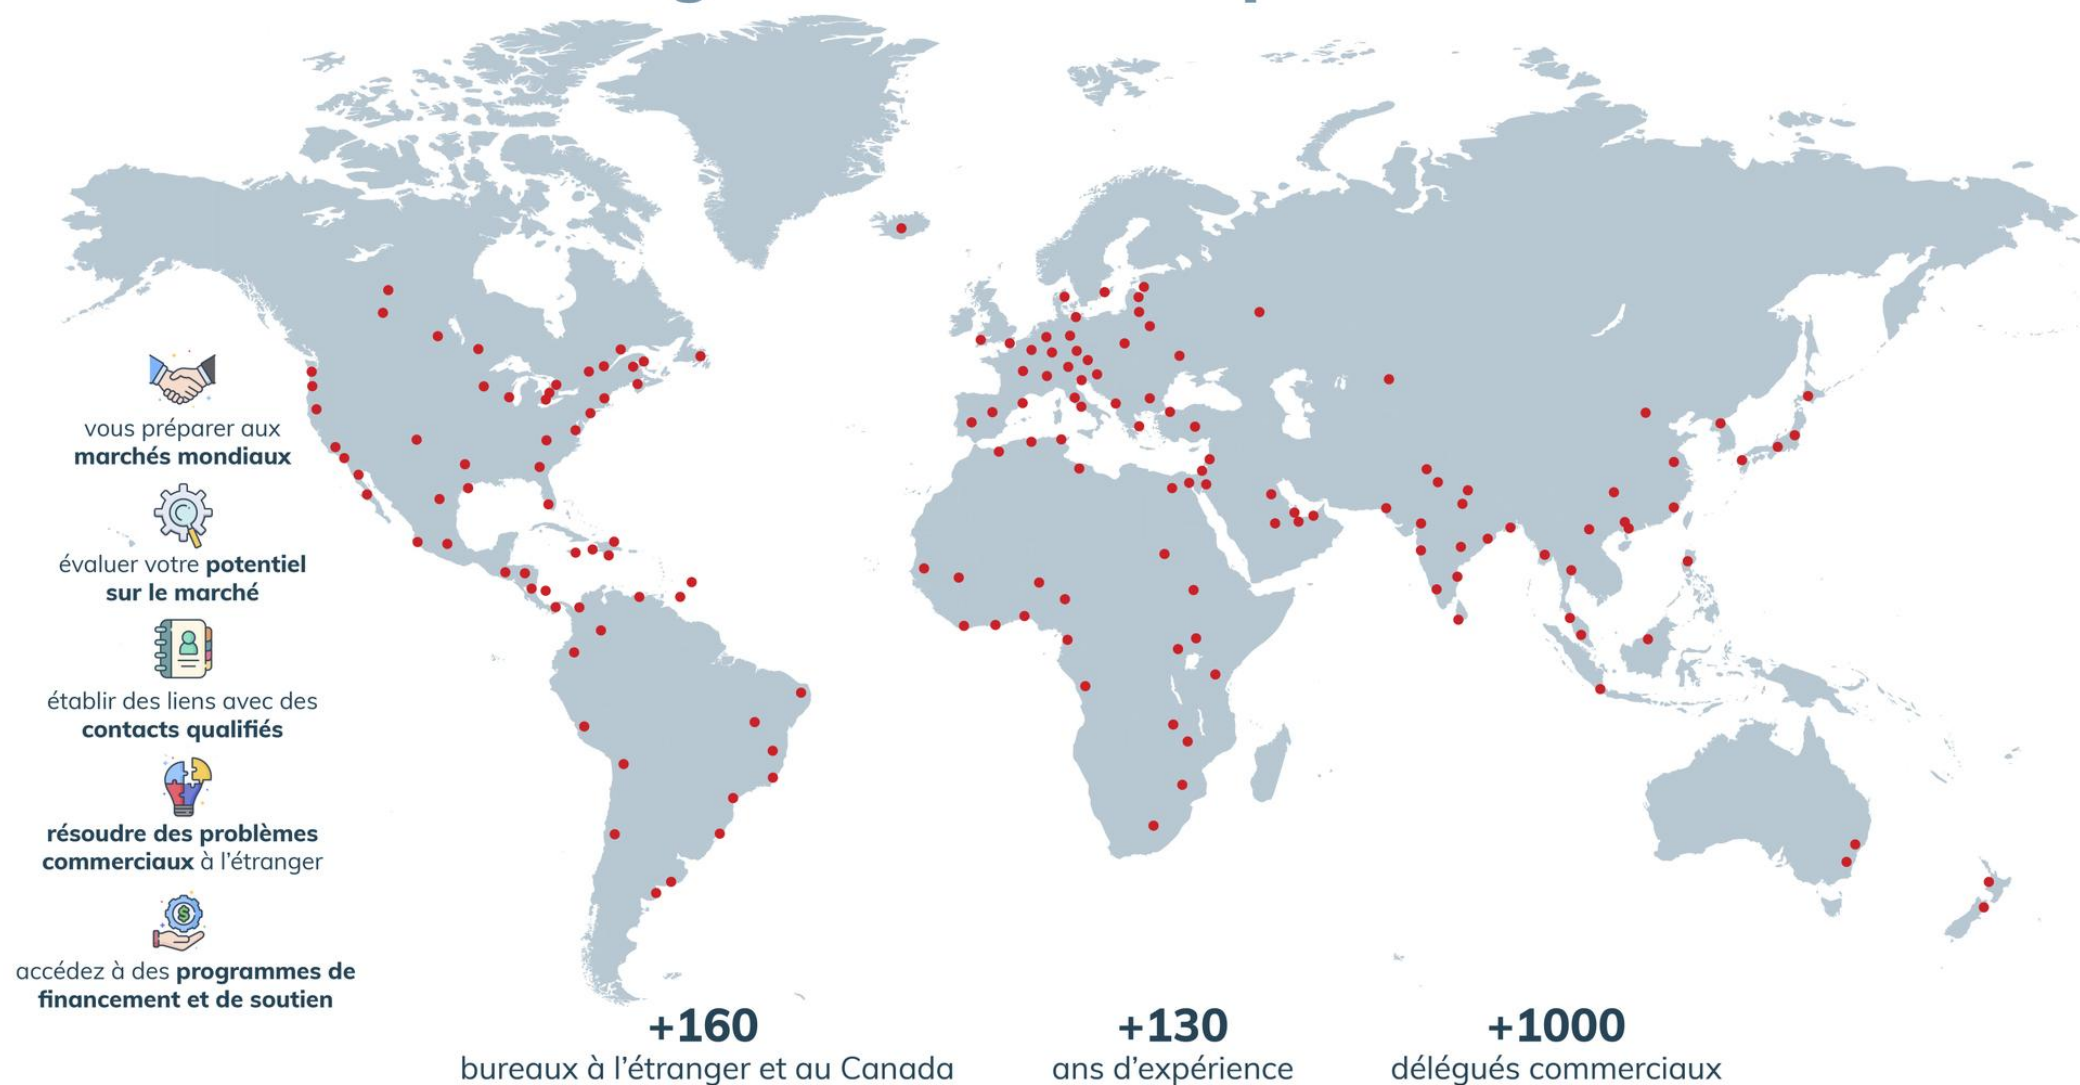 vous préparer aux
marchés mondiaux
évaluer votre potentiel
sur le marché
établir des liens avec des
contacts qualifiés
résoudre des problèmes
commerciaux à l'étranger
accédez à des programmes de
financement et de soutien
+160
bureaux à l'étranger et au Canada
+130
ans d'expérience
+1000
délégués commerciaux